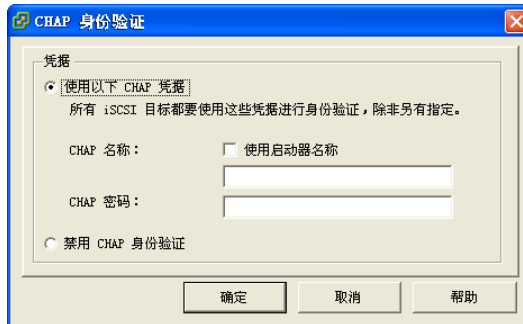 CHAP 身份验证
凭据
使用以下 CHAP 凭据
所有 iSCSI 目标都要使用这些凭据进行身份验证，除非另有指定。
CHAP 名称：
使用启动器名称
CHAP 密码：
禁用 CHAP 身份验证
确定 取消 帮助